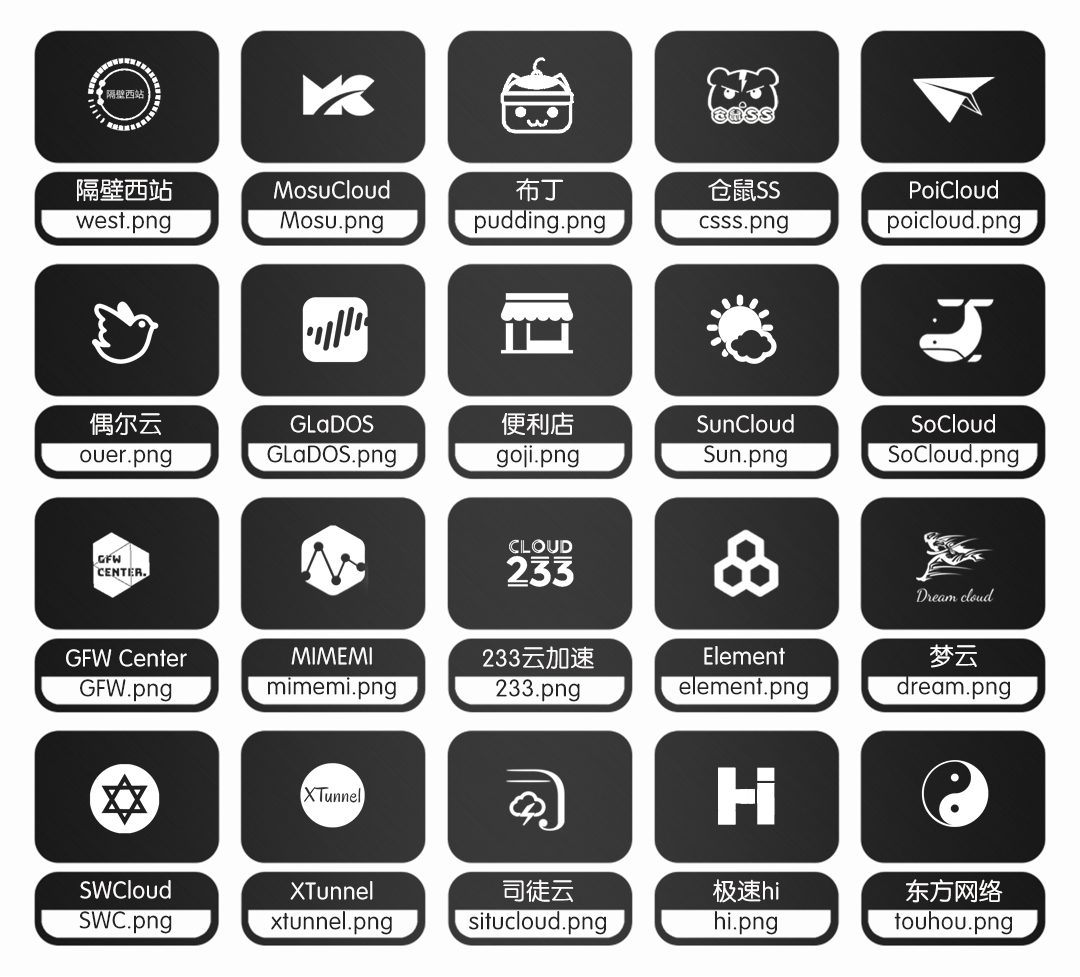 隔壁西站
隔壁西站 MosuCloud 布丁 仓鼠SS PoiCloud
west.png Mosu.png pudding.png csss.png poicloud.png
偶尔云 GLaDOS 便利店 SunCloud SoCloud
ouer.png GLaDOS.png goji.png Sun.png SoCloud.png
GFW
CENTER.
CLOUD
233
Dream cloud
GFW Center MIMEMI 233云加速 Element 梦云
GFW.png mimemi.png 233.png element.png dream.png
XTunnel
Hi
SWCloud XTunnel 司徒云 极速hi 东方网络
SWC.png xtunnel.png situcloud.png hi.png touhou.png